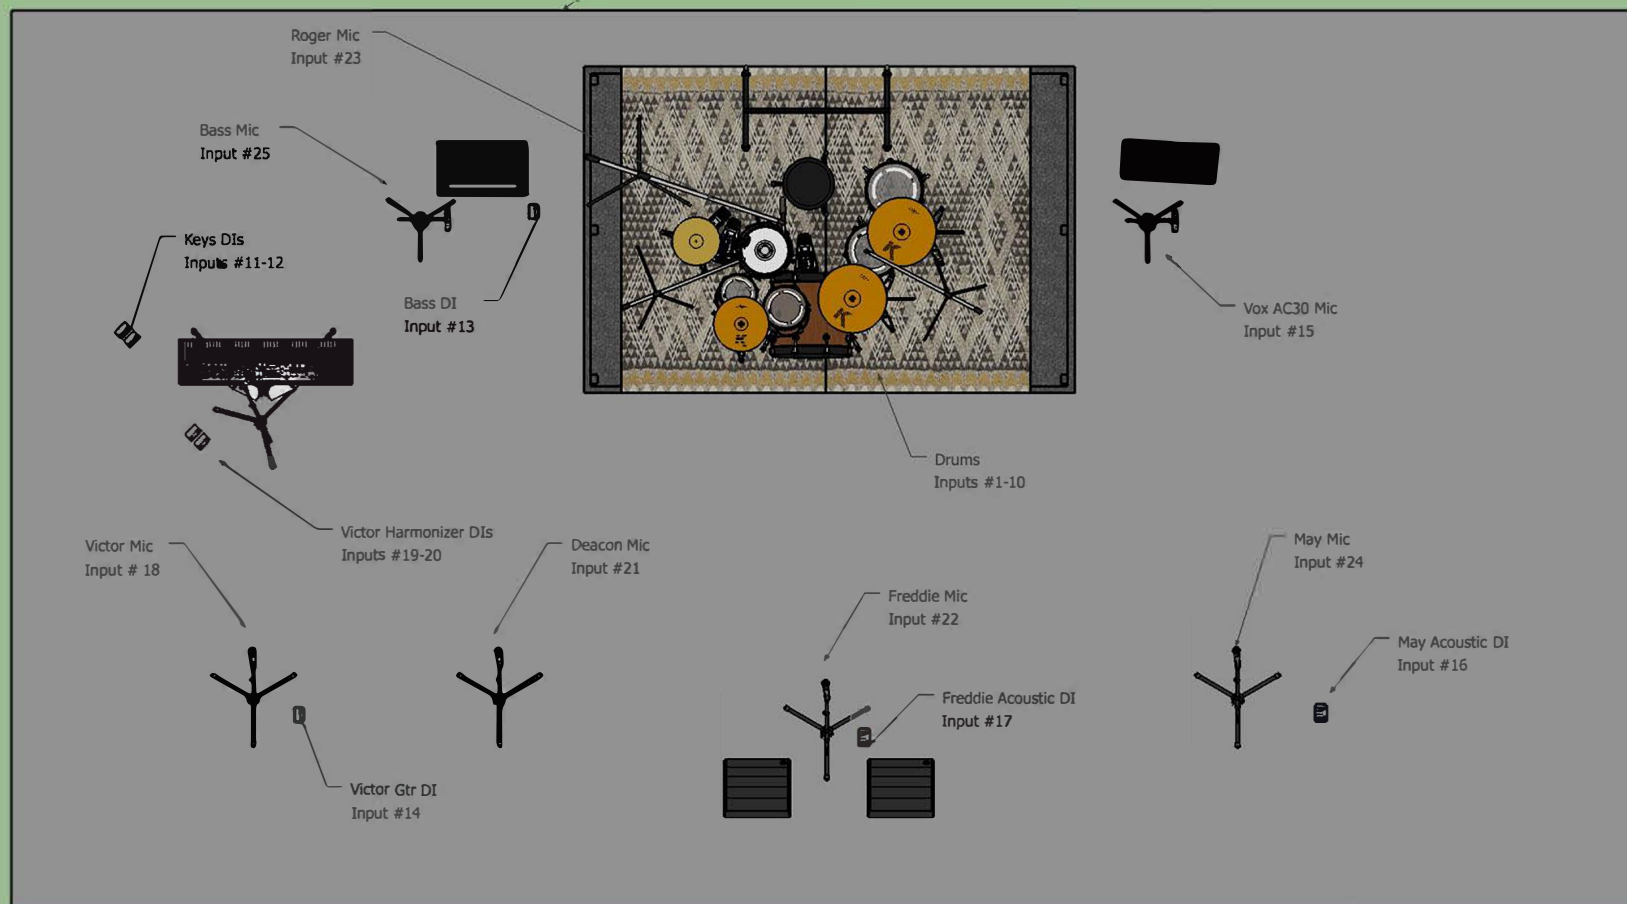 Roger Mic
Input #23
Bass Mic
Input #25
Keys DIs
Inputs #11-12
Bass DI
Input #13
Vox AC30 Mic
Input #15
Drums
Inputs #1-10
Victor Harmonizer DIs
Inputs #19-20
Victor Mic
Input # 18
Deacon Mic
Input #21
May Mic
Input #24
Freddie Mic
Input #22
May Acoustic DI
Input #16
Freddie Acoustic DI
Input #17
Victor Gtr DI
Input #14
K
K
K